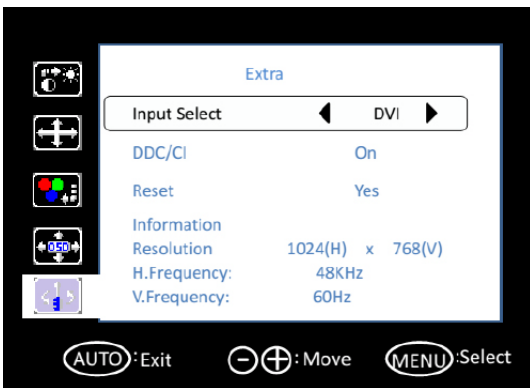 Extra
Input Select DVI
DDC/CI On
Reset Yes
Information
Resolution 1024(H) x 768(V)
H.Frequency: 48KHz
V.Frequency: 60Hz
OSD
AUTO : Exit − + : Move MENU : Select